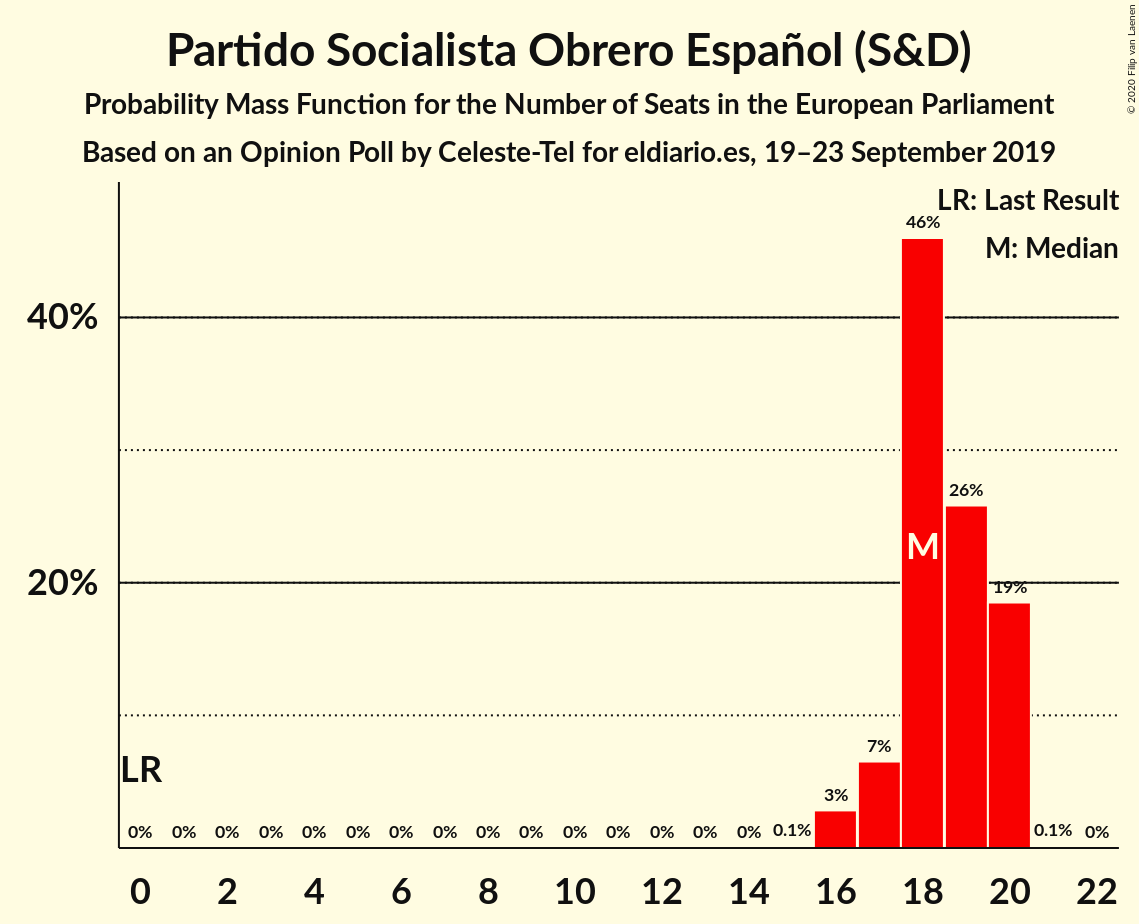 Partido Socialista Obrero Español (S&D)
Probability Mass Function for the Number of Seats in the European Parliament
Based on an Opinion Poll by Celeste-Tel for eldiario.es, 19–23 September 2019
© 2020 Filip van Laenen
LR: Last Result
M: Median
40%
20%
46%
26%
19%
M
7%
3%
LR
0% 0% 0% 0% 0% 0% 0% 0% 0% 0% 0% 0% 0% 0% 0% 0.1% 0.1% 0%
0 2 4 6 8 10 12 14 16 18 20 22